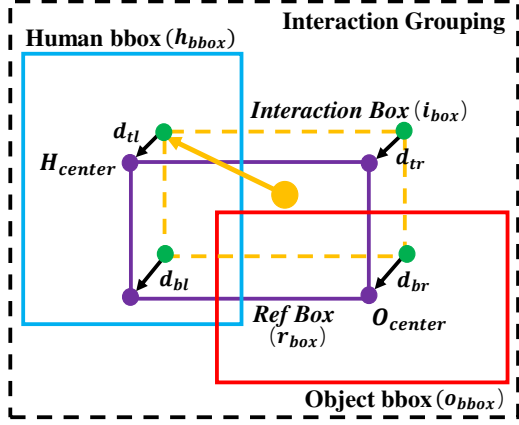 Interaction Grouping
Human bbox (h_bbox)
Interaction Box (i_box)
d_tl
d_tr
H_center
d_bl
d_br
Ref Box
(r_box)
O_center
Object bbox (o_bbox)